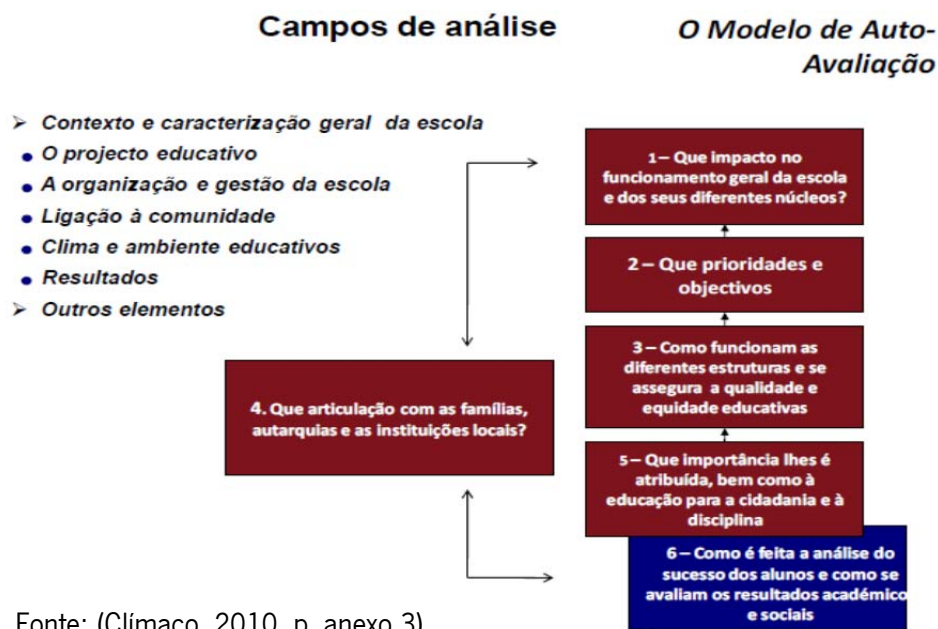 Campos de análise
O Modelo de Auto-
Avaliação
➢ Contexto e caracterização geral da escola
• O projecto educativo
• A organização e gestão da escola
• Ligação à comunidade
• Clima e ambiente educativos
• Resultados
➢ Outros elementos
1 – Que impacto no
funcionamento geral da escola
e dos seus diferentes núcleos?
2 – Que prioridades e
objectivos
3 – Como funcionam as
diferentes estruturas e se
assegura a qualidade e
equidade educativas
4. Que articulação com as famílias,
autarquias e as instituições locais?
5 – Que importância lhes é
atribuída, bem como à
educação para a cidadania e à
disciplina
6 – Como é feita a análise do
sucesso dos alunos e como se
avaliam os resultados académico
e sociais
Fonte: (Clímaco, 2010, p. anexo 3)